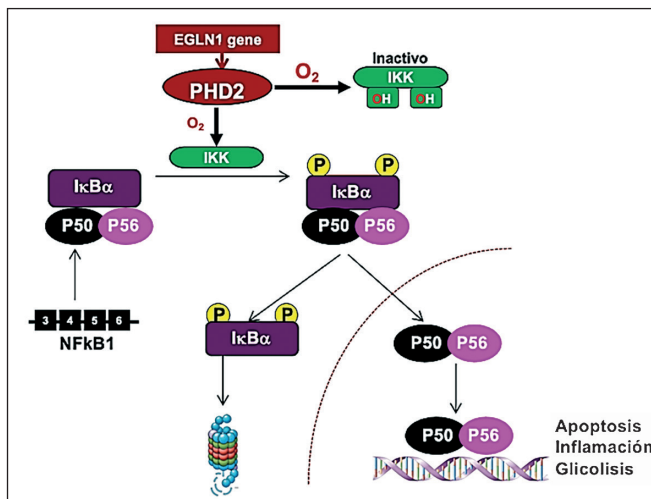 EGLN1 gene
PHD2
O2
O2
Inactivo
IKK
OH OH
IKK
IκBα
P50 P56
P P
IκBα
P50 P56
3 4 5 6
NFkB1
P P
IκBα
P50 P56
P50 P56
Apoptosis
Inflamación
Glicolisis